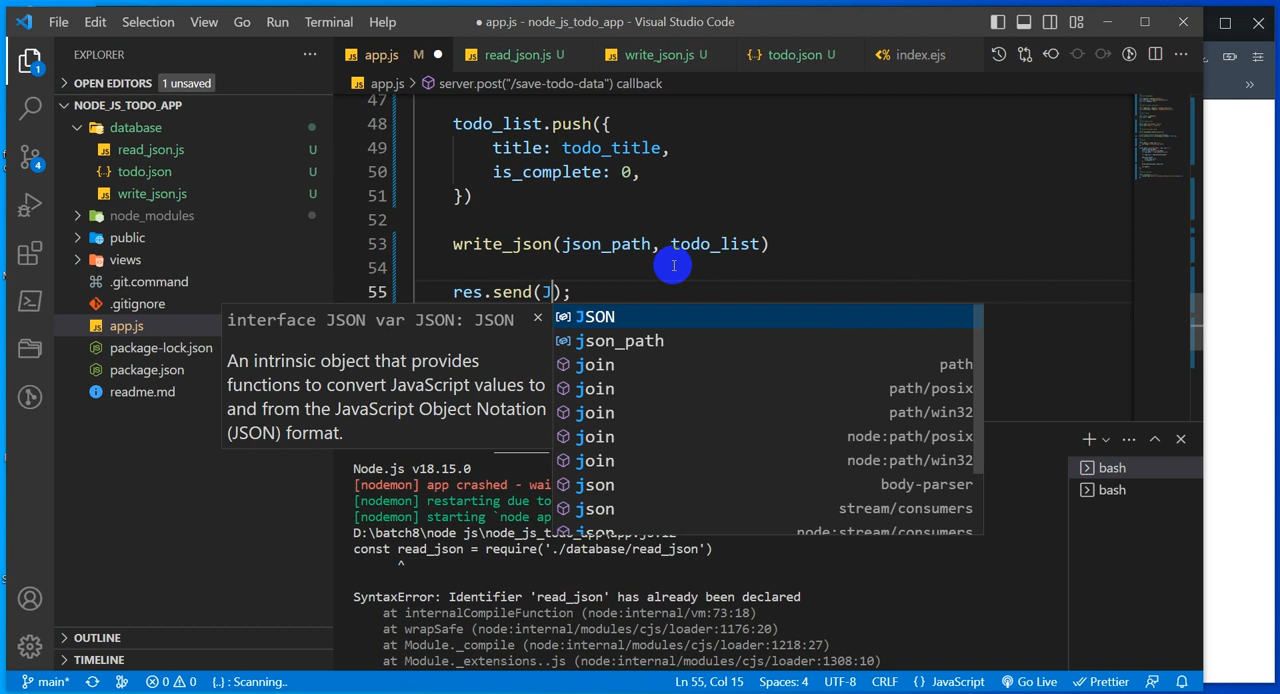 File Edit Selection View Go Run Terminal Help
● app.js - node_js_todo_app - Visual Studio Code
EXPLORER
OPEN EDITORS 1 unsaved
NODE_JS_TODO_APP
database
read_json.js U
todo.json U
write_json.js U
node_modules
public
views
.git.command
.gitignore
app.js
package-lock.json
package.json
readme.md
OUTLINE
TIMELINE
app.js M
read_json.js U
write_json.js U
todo.json U
index.ejs
app.js > server.post("/save-todo-data") callback
47
48 todo_list.push({
49 title: todo_title,
50 is_complete: 0,
51 })
52
53 write_json(json_path, todo_list)
54
55 res.send(J);
interface JSON var JSON: JSON
An intrinsic object that provides
functions to convert JavaScript values to
and from the JavaScript Object Notation
(JSON) format.
JSON
json_path
join path
join path/posix
join path/win32
join node:path/posix
join node:path/win32
json body-parser
json stream/consumers
json node:stream/consumers
Node.js v18.15.0
[nodemon] app crashed - wai
[nodemon] restarting due to
[nodemon] starting `node ap
const read_json = require('./database/read_json')
^
SyntaxError: Identifier 'read_json' has already been declared
at internalCompileFunction (node:internal/vm:73:18)
at wrapSafe (node:internal/modules/cjs/loader:1176:20)
at Module._compile (node:internal/modules/cjs/loader:1218:27)
at Module._extensions..js (node:internal/modules/cjs/loader:1308:10)
bash
bash
1
4
main* 0 0 {..} : Scanning.. Ln 55, Col 15 Spaces: 4 UTF-8 CRLF {} JavaScript Go Live Prettier